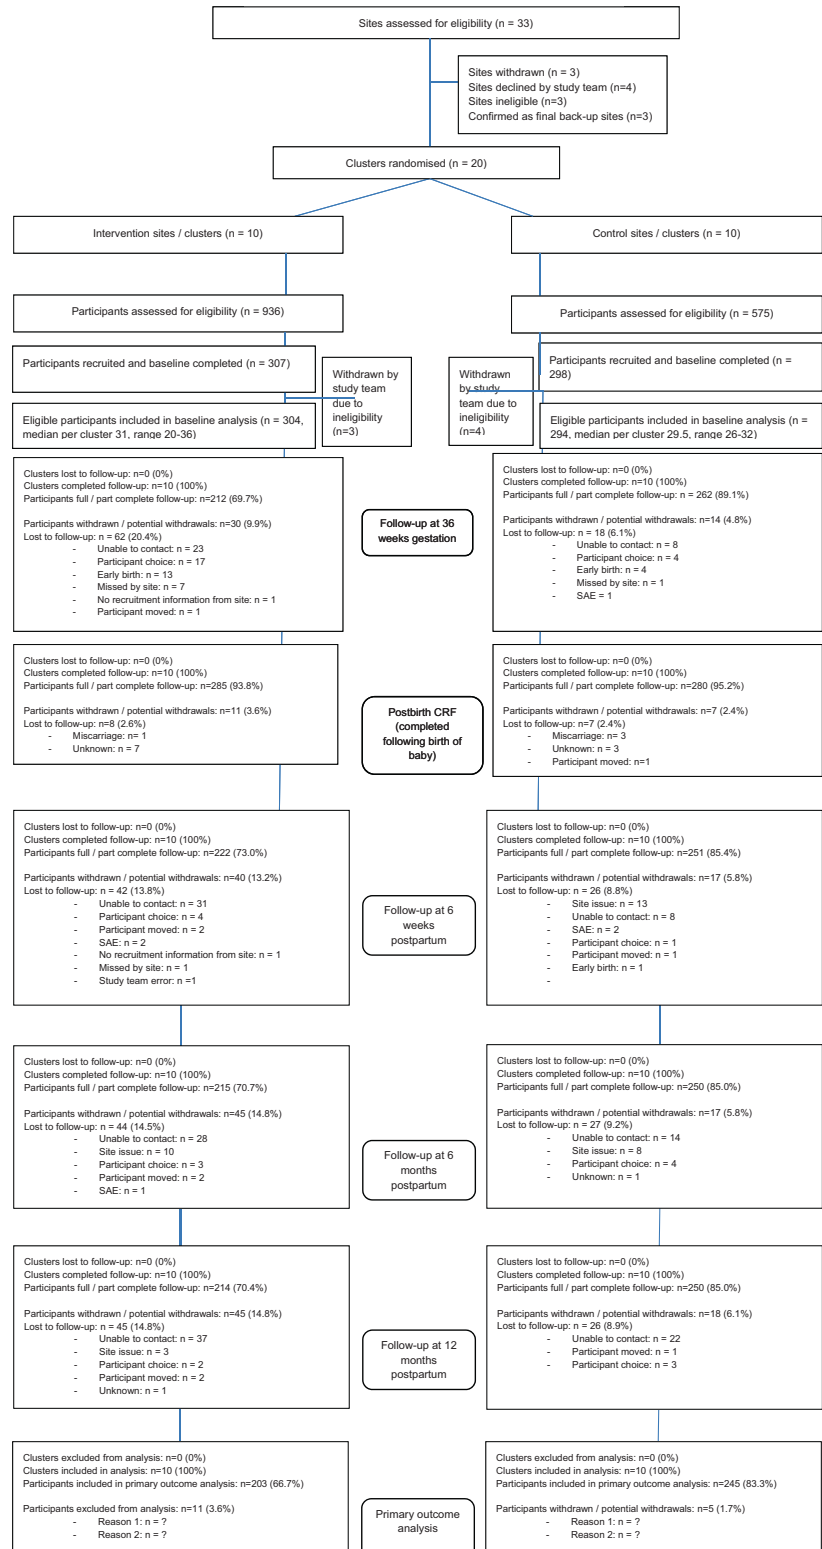 Sites assessed for eligibility (n = 33)
Sites withdrawn (n = 3)
Sites declined by study team (n=4)
Sites ineligible (n=3)
Confirmed as final back-up sites (n=3)
Clusters randomised (n = 20)
Intervention sites / clusters (n = 10)
Control sites / clusters (n = 10)
Participants assessed for eligibility (n = 936)
Participants assessed for eligibility (n = 575)
Participants recruited and baseline completed (n = 307)
Withdrawn by
study team
due to
ineligibility
(n=3)
Withdrawn
by study
team due to
ineligibility
(n=4)
Participants recruited and baseline completed (n =
298)
Eligible participants included in baseline analysis (n = 304,
median per cluster 31, range 20-36)
Eligible participants included in baseline analysis (n =
294, median per cluster 29.5, range 26-32)
Clusters lost to follow-up: n=0 (0%)
Clusters completed follow-up: n=10 (100%)
Participants full / part complete follow-up: n=212 (69.7%)
Participants withdrawn / potential withdrawals: n=30 (9.9%)
Lost to follow-up: n = 62 (20.4%)
- Unable to contact: n = 23
- Participant choice: n = 17
- Early birth: n = 13
- Missed by site: n = 7
- No recruitment information from site: n = 1
- Participant moved: n = 1
Follow-up at 36
weeks gestation
Clusters lost to follow-up: n=0 (0%)
Clusters completed follow-up: n=10 (100%)
Participants full / part complete follow-up: n = 262 (89.1%)
Participants withdrawn / potential withdrawals: n=14 (4.8%)
Lost to follow-up: n = 18 (6.1%)
- Unable to contact: n = 8
- Participant choice: n = 4
- Early birth: n = 4
- Missed by site: n = 1
- SAE = 1
Clusters lost to follow-up: n=0 (0%)
Clusters completed follow-up: n=10 (100%)
Participants full / part complete follow-up: n=285 (93.8%)
Participants withdrawn / potential withdrawals: n=11 (3.6%)
Lost to follow-up: n=8 (2.6%)
- Miscarriage: n= 1
- Unknown: n = 7
Postbirth CRF
(completed
following birth of
baby)
Clusters lost to follow-up: n=0 (0%)
Clusters completed follow-up: n=10 (100%)
Participants full / part complete follow-up: n=280 (95.2%)
Participants withdrawn / potential withdrawals: n=7 (2.4%)
Lost to follow-up: n=7 (2.4%)
- Miscarriage: n = 3
- Unknown: n = 3
- Participant moved: n=1
Clusters lost to follow-up: n=0 (0%)
Clusters completed follow-up: n=10 (100%)
Participants full / part complete follow-up: n=222 (73.0%)
Participants withdrawn / potential withdrawals: n=40 (13.2%)
Lost to follow-up: n = 42 (13.8%)
- Unable to contact: n = 31
- Participant choice: n = 4
- Participant moved: n = 2
- SAE: n = 2
- No recruitment information from site: n = 1
- Missed by site: n = 1
- Study team error: n =1
Follow-up at 6
weeks
postpartum
Clusters lost to follow-up: n=0 (0%)
Clusters completed follow-up: n=10 (100%)
Participants full / part complete follow-up: n=251 (85.4%)
Participants withdrawn / potential withdrawals: n=17 (5.8%)
Lost to follow-up: n = 26 (8.8%)
- Site issue: n = 13
- Unable to contact: n = 8
- SAE: n = 2
- Participant choice: n = 1
- Participant moved: n = 1
- Early birth: n = 1
-
Clusters lost to follow-up: n=0 (0%)
Clusters completed follow-up: n=10 (100%)
Participants full / part complete follow-up: n=215 (70.7%)
Participants withdrawn / potential withdrawals: n=45 (14.8%)
Lost to follow-up: n = 44 (14.5%)
- Unable to contact: n = 28
- Site issue: n = 10
- Participant choice: n = 3
- Participant moved: n = 2
- SAE: n = 1
Follow-up at 6
months
postpartum
Clusters lost to follow-up: n=0 (0%)
Clusters completed follow-up: n=10 (100%)
Participants full / part complete follow-up: n=250 (85.0%)
Participants withdrawn / potential withdrawals: n=17 (5.8%)
Lost to follow-up: n = 27 (9.2%)
- Unable to contact: n = 14
- Site issue: n = 8
- Participant choice: n = 4
- Unknown: n = 1
Clusters lost to follow-up: n=0 (0%)
Clusters completed follow-up: n=10 (100%)
Participants full / part complete follow-up: n=214 (70.4%)
Participants withdrawn / potential withdrawals: n=45 (14.8%)
Lost to follow-up: n = 45 (14.8%)
- Unable to contact: n = 37
- Site issue: n = 3
- Participant choice: n = 2
- Participant moved: n = 2
- Unknown: n = 1
Follow-up at 12
months
postpartum
Clusters lost to follow-up: n=0 (0%)
Clusters completed follow-up: n=10 (100%)
Participants full / part complete follow-up: n=250 (85.0%)
Participants withdrawn / potential withdrawals: n=18 (6.1%)
Lost to follow-up: n = 26 (8.9%)
- Unable to contact: n = 22
- Participant moved: n = 1
- Participant choice: n = 3
Clusters excluded from analysis: n=0 (0%)
Clusters included in analysis: n=10 (100%)
Participants included in primary outcome analysis: n=203 (66.7%)
Participants excluded from analysis: n=11 (3.6%)
- Reason 1: n = ?
- Reason 2: n = ?
Primary outcome
analysis
Clusters excluded from analysis: n=0 (0%)
Clusters included in analysis: n=10 (100%)
Participants included in primary outcome analysis: n=245 (83.3%)
Participants withdrawn / potential withdrawals: n=5 (1.7%)
- Reason 1: n = ?
- Reason 2: n = ?